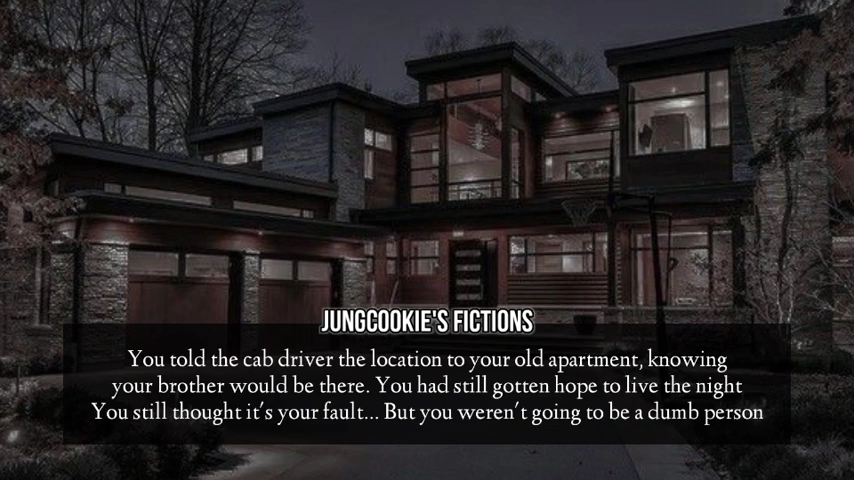 JUNGCOOKIE'S FICTIONS
You told the cab driver the location to your old apartment, knowing
your brother would be there. You had still gotten hope to live the night
You still thought it's your fault... But you weren't going to be a dumb person